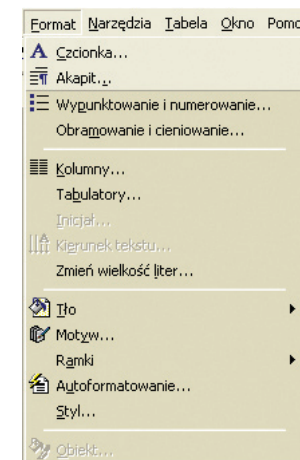 Format Narzędzia Tabela Okno Pomo
Czcionka...
Akapit...
Wypunktowanie i numerowanie...
Obramowanie i cieniowanie...
Kolumny...
Tabulatory...
Inicjał...
Kierunek tekstu...
Zmień wielkość liter...
Tło
Motyw...
Ramki
Autoformatowanie...
Styl...
Obiekt...